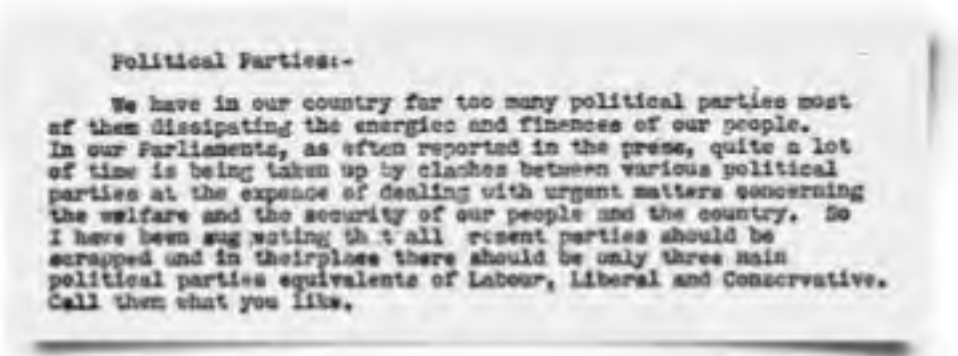 Political Parties:-
We have in our country far too many political parties most
of them dissipating the energies and finances of our people.
In our Parliaments, as often reported in the press, quite a lot
of time is being taken up by clashes between various political
parties at the expense of dealing with urgent matters concerning
the welfare and the security of our people and the country. So
I have been sug esting th t all resent parties should be
scrapped and in theirplace there should be only three main
political parties equivalents of Labour, Liberal and Conservative.
Call them what you like.